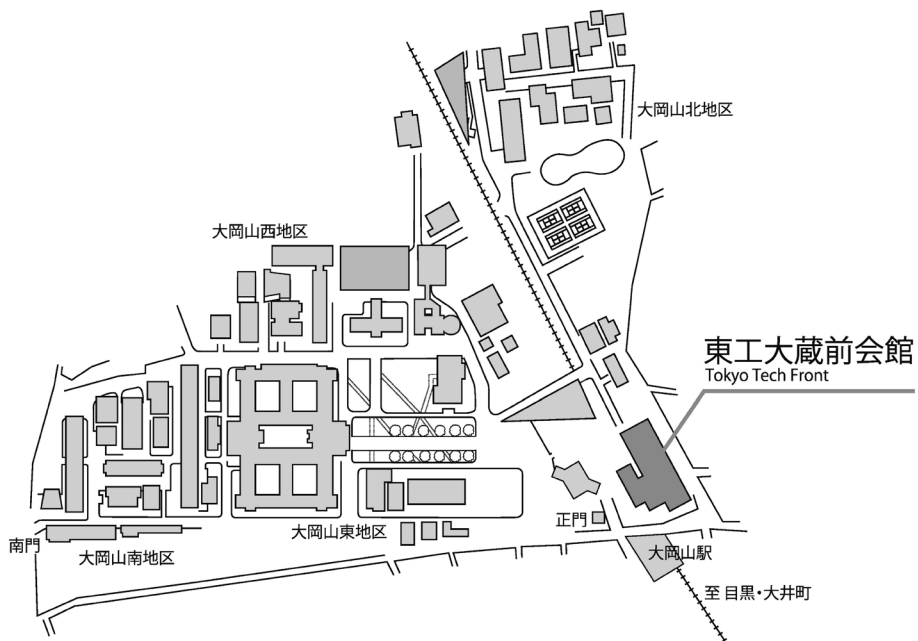 大岡山北地区
大岡山西地区
東工大蔵前会館
Tokyo Tech Front
正門
大岡山東地区
南門
大岡山南地区
大岡山駅
至 目黒・大井町